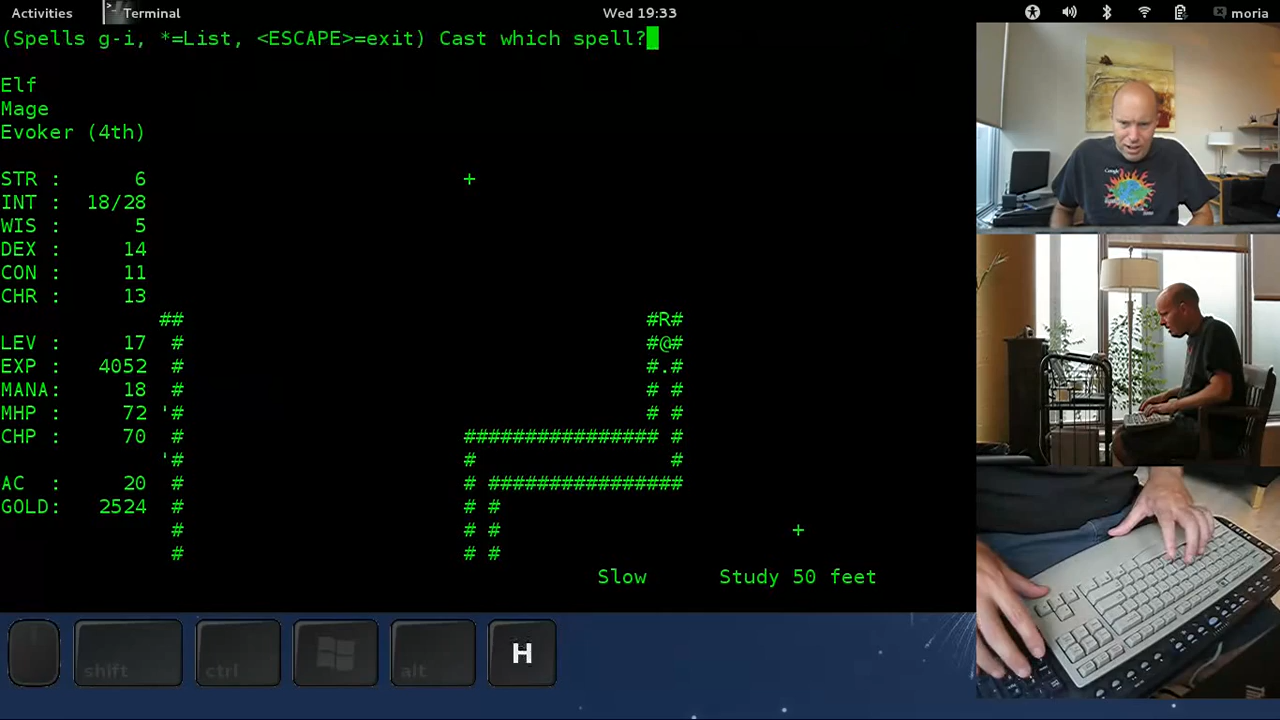 Activities Terminal Wed 19:33 moria
(Spells g-i, *=List, <ESCAPE>=exit) Cast which spell?
Elf
Mage
Evoker (4th)
+
STR : 6
INT : 18/28
WIS : 5
DEX : 14
CON : 11
CHR : 13
## #R#
LEV : 17 # #@#
EXP : 4052 # #.#
MANA: 18 # # #
MHP : 72 '# # #
CHP : 70 # ################ #
'# # #
AC : 20 # # ################
GOLD: 2524 # # #
# # # +
# # #
Slow Study 50 feet
shift ctrl alt H